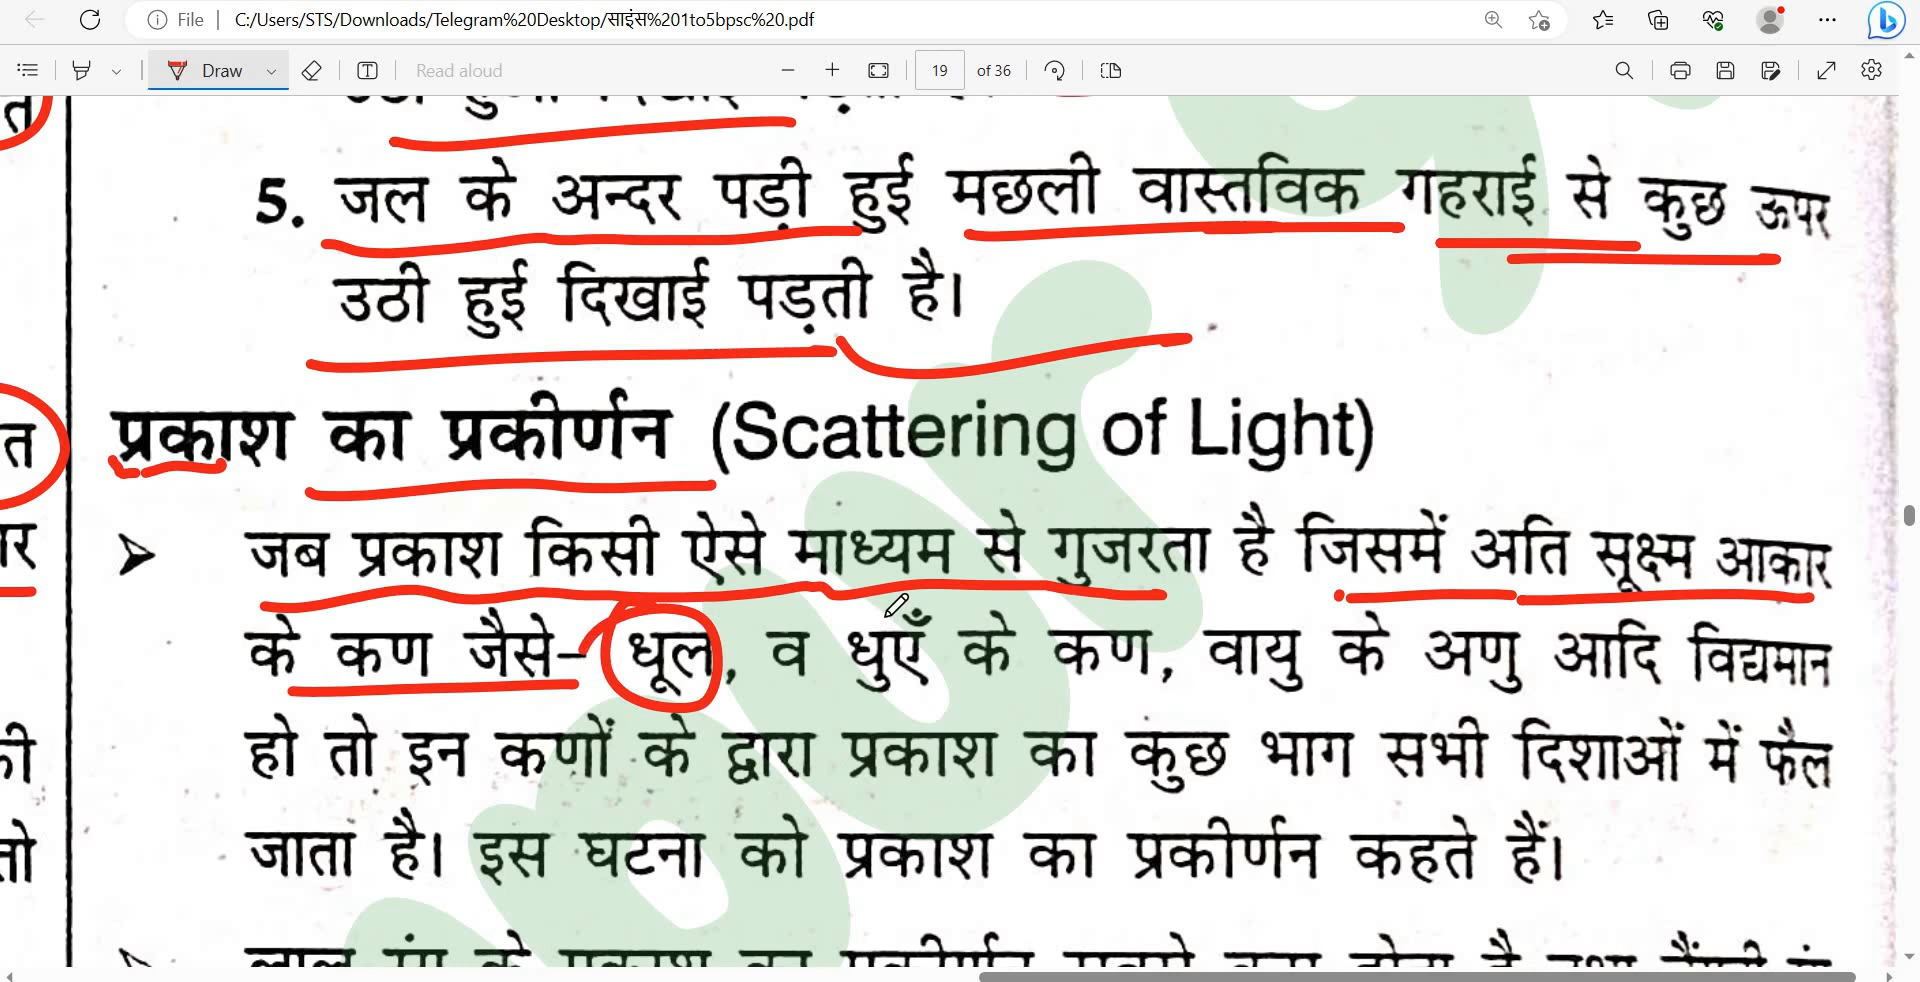 File C:/Users/STS/Downloads/Telegram%20Desktop/साइंस%201to5bpsc%20.pdf
Draw Read aloud 19 of 36
त
5. जल के अन्दर पड़ी हुई मछली वास्तविक गहराई से कुछ ऊपर
उठी हुई दिखाई पड़ती है।
त
प्रकाश का प्रकीर्णन (Scattering of Light)
➢ जब प्रकाश किसी ऐसे माध्यम से गुजरता है जिसमें अति सूक्ष्म आकार
के कण जैसे– धूल, व धुएँ के कण, वायु के अणु आदि विद्यमान
हो तो इन कणों के द्वारा प्रकाश का कुछ भाग सभी दिशाओं में फैल
जाता है। इस घटना को प्रकाश का प्रकीर्णन कहते हैं।